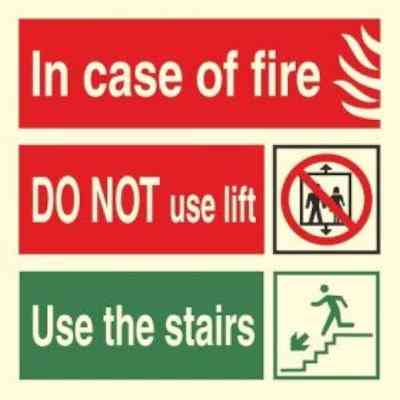 In case of fire
DO NOT use lift
Use the stairs